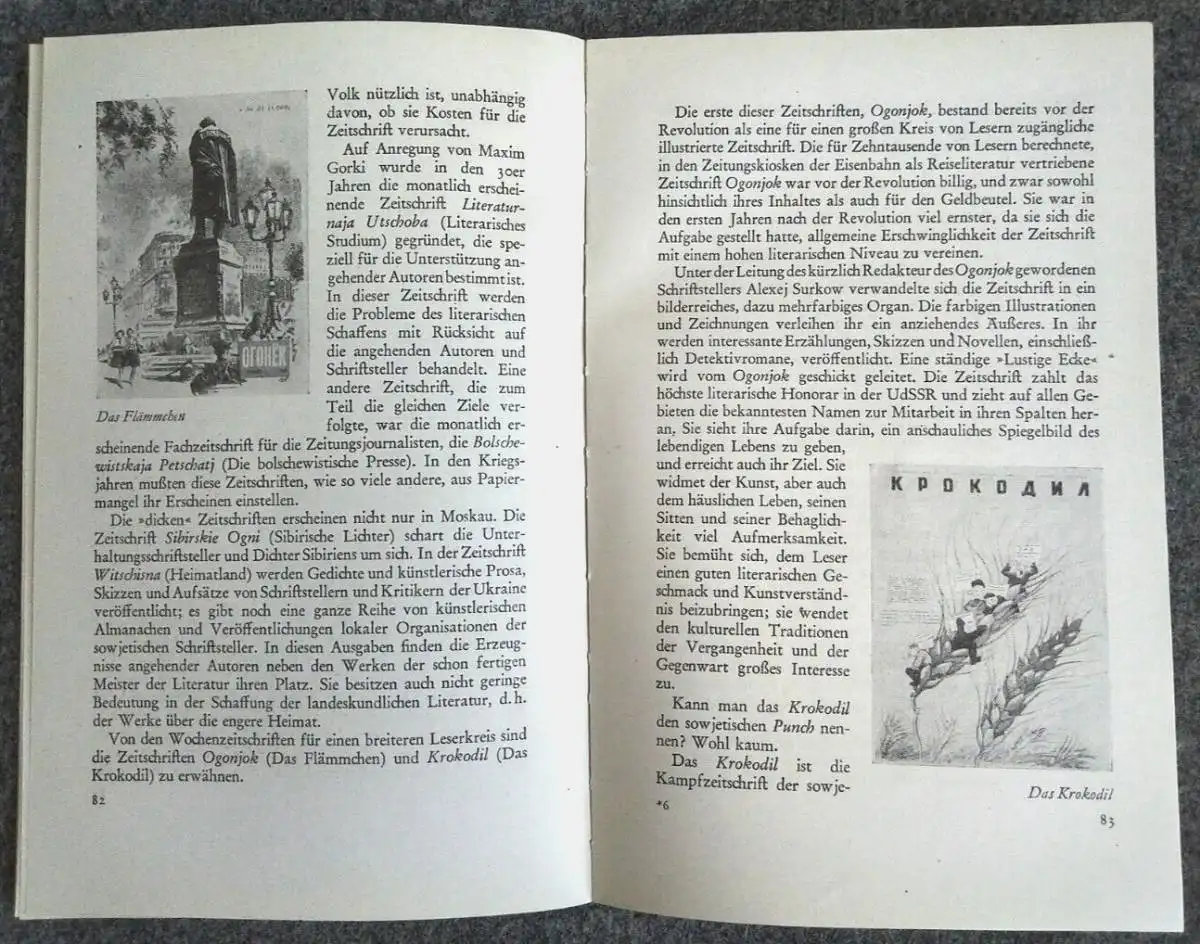 Volk nützlich ist, unabhängig
davon, ob sie Kosten für die
Zeitschrift verursacht.
Auf Anregung von Maxim
Gorki wurde in den 30er
Jahren die monatlich erschei-
nende Zeitschrift Literatur-
naja Utschoba (Literarisches
Studium) gegründet, die spe-
ziell für die Unterstützung an-
gehender Autoren bestimmt ist.
In dieser Zeitschrift werden
die Probleme des literarischen
Schaffens mit Rücksicht auf
die angehenden Autoren und
Schriftsteller behandelt. Eine
andere Zeitschrift, die zum
Teil die gleichen Ziele ver-
folgte, war die monatlich er-
ОГОНЕК
Das Flämmchen
scheinende Fachzeitschrift für die Zeitungsjournalisten, die Bolsche-
wistskaja Petschatj (Die bolschewistische Presse). In den Kriegs-
jahren mußten diese Zeitschriften, wie so viele andere, aus Papier-
mangel ihr Erscheinen einstellen.
Die »dicken« Zeitschriften erscheinen nicht nur in Moskau. Die
Zeitschrift Sibirskie Ogni (Sibirische Lichter) schart die Unter-
haltungsschriftsteller und Dichter Sibiriens um sich. In der Zeitschrift
Witschisna (Heimatland) werden Gedichte und künstlerische Prosa,
Skizzen und Aufsätze von Schriftstellern und Kritikern der Ukraine
veröffentlicht; es gibt noch eine ganze Reihe von künstlerischen
Almanachen und Veröffentlichungen lokaler Organisationen der
sowjetischen Schriftsteller. In diesen Ausgaben finden die Erzeug-
nisse angehender Autoren neben den Werken der schon fertigen
Meister der Literatur ihren Platz. Sie besitzen auch nicht geringe
Bedeutung in der Schaffung der landeskundlichen Literatur, d.h.
der Werke über die engere Heimat.
Von den Wochenzeitschriften für einen breiteren Leserkreis sind
die Zeitschriften Ogonjok (Das Flämmchen) und Krokodil (Das
Krokodil) zu erwähnen.
82
Die erste dieser Zeitschriften, Ogonjok, bestand bereits vor der
Revolution als eine für einen großen Kreis von Lesern zugängliche
illustrierte Zeitschrift. Die für Zehntausende von Lesern berechnete,
in den Zeitungskiosken der Eisenbahn als Reiseliteratur vertriebene
Zeitschrift Ogonjok war vor der Revolution billig, und zwar sowohl
hinsichtlich ihres Inhaltes als auch für den Geldbeutel. Sie war in
den ersten Jahren nach der Revolution viel ernster, da sie sich die
Aufgabe gestellt hatte, allgemeine Erschwinglichkeit der Zeitschrift
mit einem hohen literarischen Niveau zu vereinen.
Unter der Leitung des kürzlich Redakteur des Ogonjok gewordenen
Schriftstellers Alexej Surkow verwandelte sich die Zeitschrift in ein
bilderreiches, dazu mehrfarbiges Organ. Die farbigen Illustrationen
und Zeichnungen verleihen ihr ein anziehendes Äußeres. In ihr
werden interessante Erzählungen, Skizzen und Novellen, einschließ-
lich Detektivromane, veröffentlicht. Eine ständige »Lustige Ecke«
wird vom Ogonjok geschickt geleitet. Die Zeitschrift zahlt das
höchste literarische Honorar in der UdSSR und zieht auf allen Ge-
bieten die bekanntesten Namen zur Mitarbeit in ihren Spalten her-
an. Sie sieht ihre Aufgabe darin, ein anschauliches Spiegelbild des
lebendigen Lebens zu geben,
und erreicht auch ihr Ziel. Sie
widmet der Kunst, aber auch
dem häuslichen Leben, seinen
Sitten und seiner Behaglich-
keit viel Aufmerksamkeit.
Sie bemüht sich, dem Leser
einen guten literarischen Ge-
schmack und Kunstverständ-
nis beizubringen; sie wendet
den kulturellen Traditionen
der Vergangenheit und der
Gegenwart großes Interesse
zu.
Kann man das Krokodil
den sowjetischen Punch nen-
nen? Wohl kaum.
Das Krokodil ist die
Kampfzeitschrift der sowje-
КРОКОДИЛ
Das Krokodil
*6
83